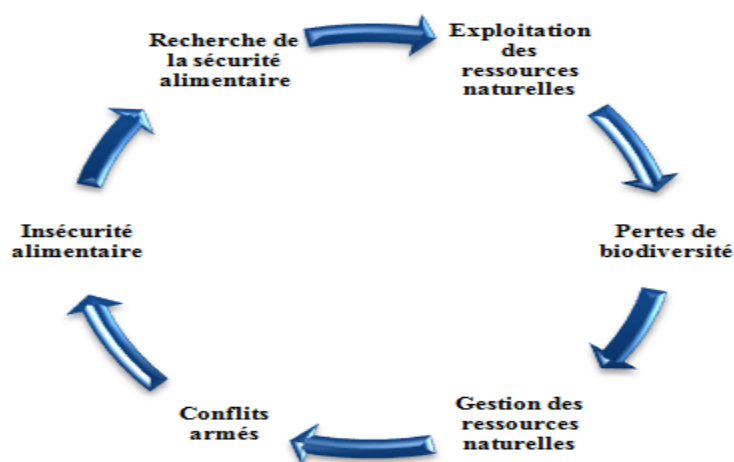 Recherche de
la sécurité
alimentaire
Exploitation
des
ressources
naturelles
Pertes de
biodiversité
Gestion des
ressources
naturelles
Conflits
armés
Insécurité
alimentaire